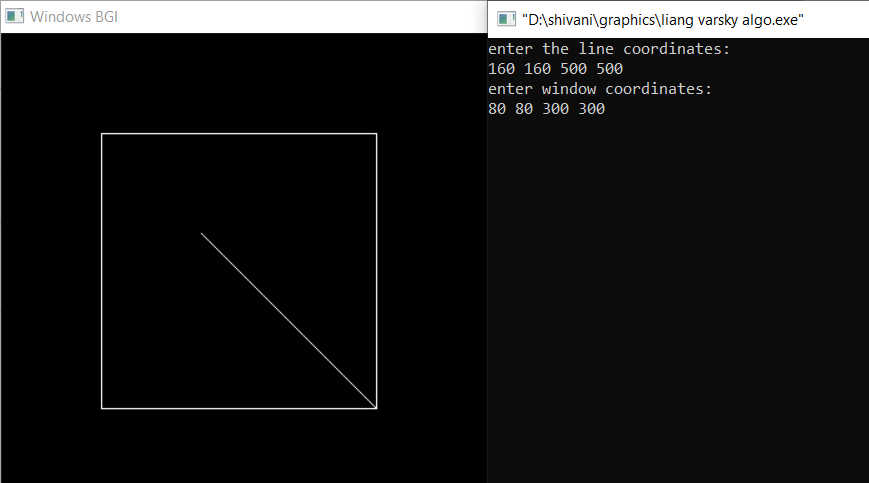 Windows BGI
"D:\shivani\graphics\liang varsky algo.exe"
enter the line coordinates:
160 160 500 500
enter window coordinates:
80 80 300 300